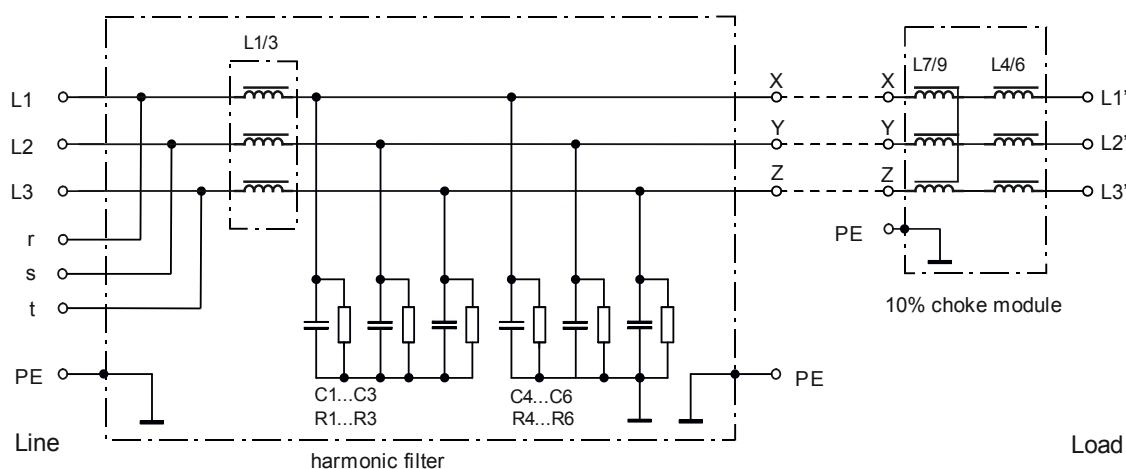 L1/3
L7/9
L4/6
L1
X
X
L1'
L2
Y
Y
L2'
L3
Z
Z
L3'
r
PE
s
t
10% choke module
PE
PE
C1...C3
R1...R3
C4...C6
R4...R6
Line
Load
harmonic filter